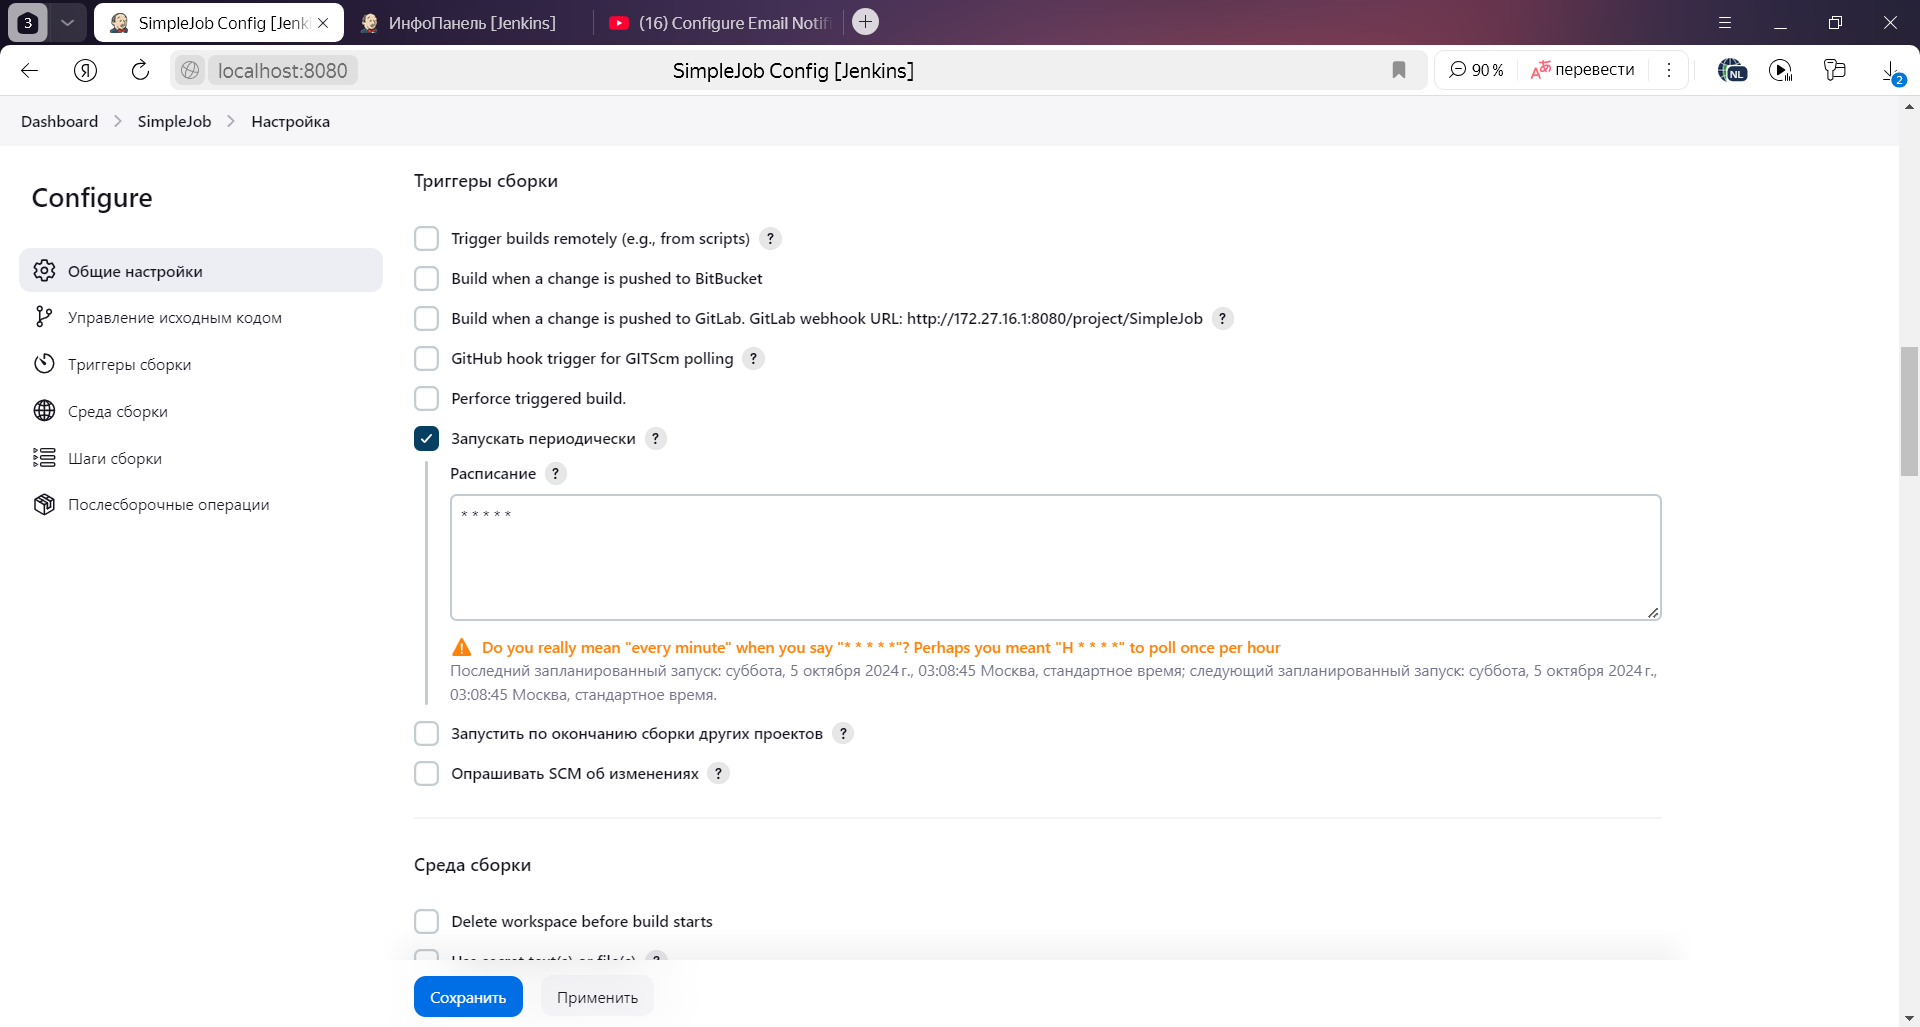 3
SimpleJob Config [Jenki
ИнфоПанель [Jenkins]
(16) Configure Email Notifi
Я
localhost:8080
SimpleJob Config [Jenkins]
90 %
перевести
NL
2
Dashboard
SimpleJob
Настройка
Configure
Общие настройки
Управление исходным кодом
Триггеры сборки
Среда сборки
Шаги сборки
Послесборочные операции
Триггеры сборки
Trigger builds remotely (e.g., from scripts) ?
Build when a change is pushed to BitBucket
Build when a change is pushed to GitLab. GitLab webhook URL: http://172.27.16.1:8080/project/SimpleJob ?
GitHub hook trigger for GITScm polling ?
Perforce triggered build.
Запускать периодически ?
Расписание ?
* * * * *
Do you really mean "every minute" when you say "* * * * *"? Perhaps you meant "H * * * *" to poll once per hour
Последний запланированный запуск: суббота, 5 октября 2024 г., 03:08:45 Москва, стандартное время; следующий запланированный запуск: суббота, 5 октября 2024 г.,
03:08:45 Москва, стандартное время.
Запустить по окончанию сборки других проектов ?
Опрашивать SCM об изменениях ?
Среда сборки
Delete workspace before build starts
Use secret text(s) or file(s) ?
Сохранить
Применить